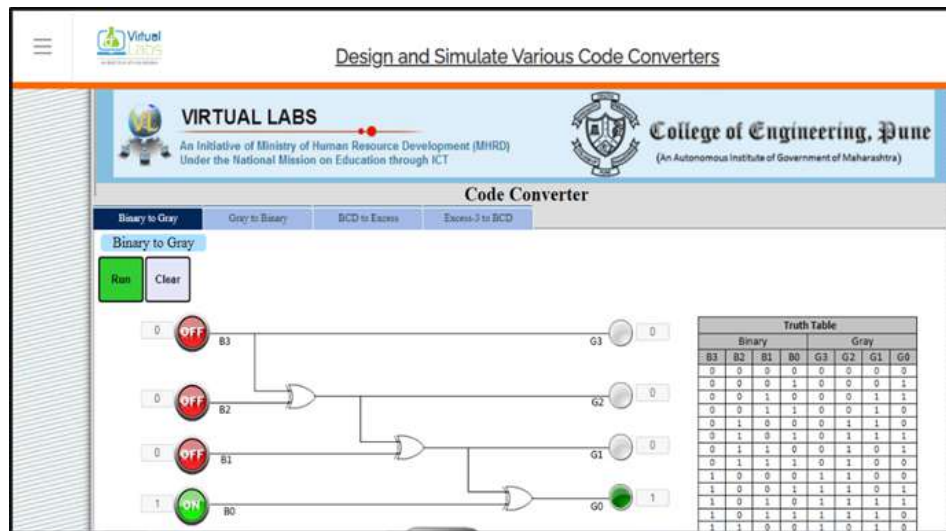 Virtual
Labs
Design and Simulate Various Code Converters
VIRTUAL LABS
An Initiative of Ministry of Human Resource Development (MHRD)
Under the National Mission on Education through ICT
College of Engineering, Pune
(An Autonomous Institute of Government of Maharashtra)
Code Converter
Binary to Gray Gray to Binary BCD to Excess Excess-3 to BCD
Binary to Gray
Run Clear
0 OFF B3 G3 0
0 OFF B2 G2 0
0 OFF B1 G1 0
1 ON B0 G0 1
Truth Table
Binary Gray
B3 B2 B1 B0 G3 G2 G1 G0
0 0 0 0 0 0 0 0
0 0 0 1 0 0 0 1
0 0 1 0 0 0 1 1
0 0 1 1 0 0 1 0
0 1 0 0 0 1 1 0
0 1 0 1 0 1 1 1
0 1 1 0 0 1 0 1
0 1 1 1 0 1 0 0
1 0 0 0 1 1 0 0
1 0 0 1 1 1 0 1
1 0 1 0 1 1 1 1
1 0 1 1 1 1 1 0